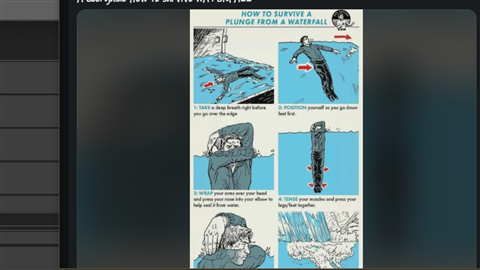 HOW TO SURVIVE A
PLUNGE FROM A WATERFALL
1: TAKE a deep breath right before
you go over the edge
2: POSITION yourself so you go down
feet first.
3: WRAP your arms over your head
and press your nose into your elbow to
help seal it from water.
4: TENSE your muscles and press your
legs/feet together.